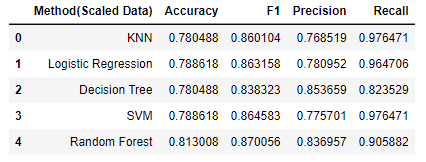 Method(Scaled Data) Accuracy F1 Precision Recall
0 KNN 0.780488 0.860104 0.768519 0.976471
1 Logistic Regression 0.788618 0.863158 0.780952 0.964706
2 Decision Tree 0.780488 0.838323 0.853659 0.823529
3 SVM 0.788618 0.864583 0.775701 0.976471
4 Random Forest 0.813008 0.870056 0.836957 0.905882